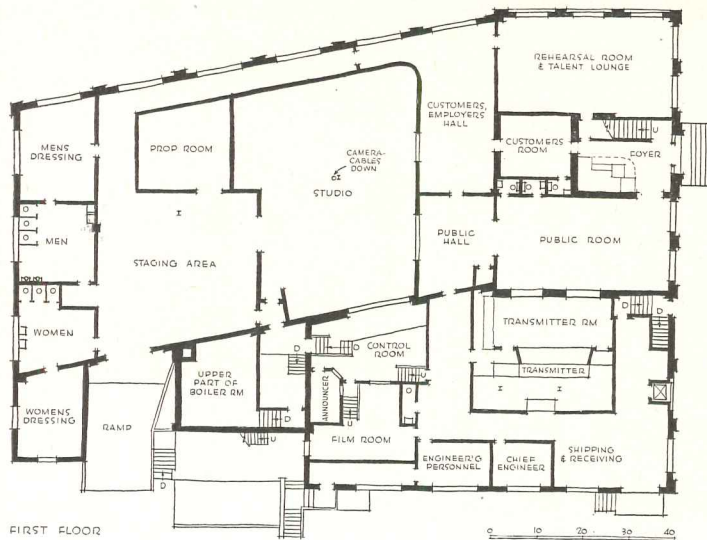 REHEARSAL ROOM
& TALENT LOUNGE
MENS
DRESSING
PROP ROOM
CAMERA-
CABLES
DOWN
STUDIO
CUSTOMERS,
EMPLOYERS
HALL
CUSTOMERS
ROOM
U
FOYER
MEN
I
STAGING AREA
PUBLIC
HALL
PUBLIC ROOM
WOMEN
WOMENS
DRESSING
RAMP
UPPER
PART OF
BOILER RM
D
D
U
D
D
CONTROL
ROOM
U
ANNOUNCER
U
FILM ROOM
TRANSMITTER RM
TRANSMITTER
I
I
D
D
ENGINEER'S
PERSONNEL
CHIEF
ENGINEER
SHIPPING
& RECEIVING
FIRST FLOOR
0 10 20 30 40